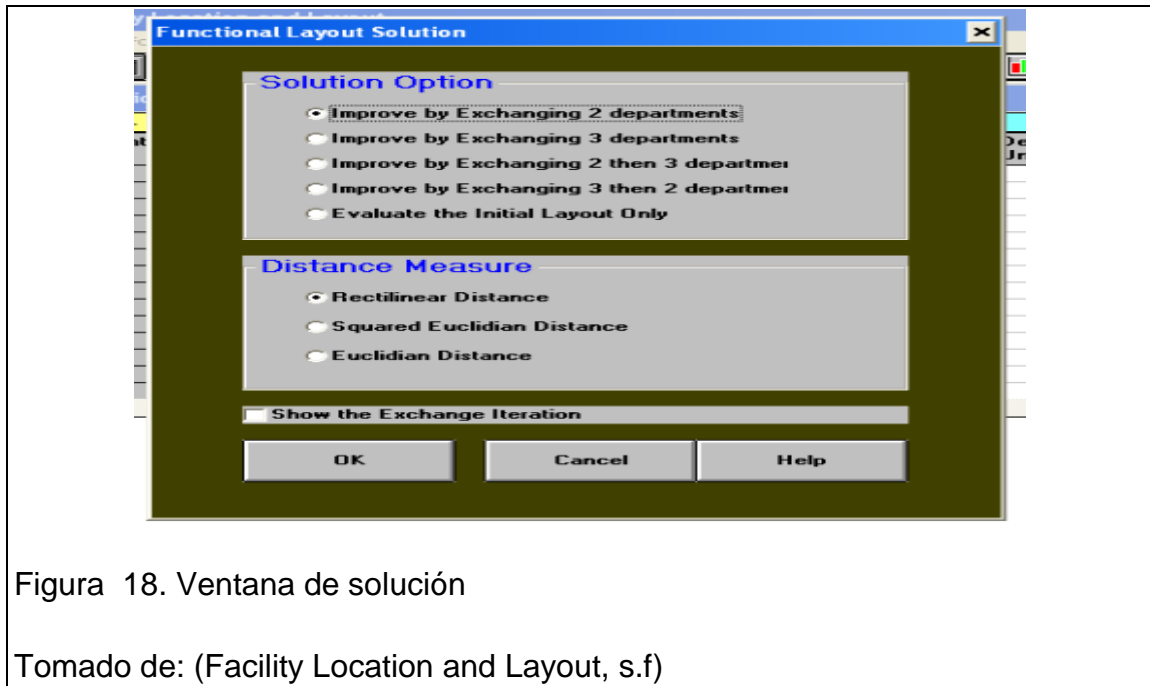 Functional Layout Solution
Solution Option
Improve by Exchanging 2 departments
Improve by Exchanging 3 departments
Improve by Exchanging 2 then 3 departmer
Improve by Exchanging 3 then 2 departmer
Evaluate the Initial Layout Only
Distance Measure
Rectilinear Distance
Squared Euclidian Distance
Euclidian Distance
Show the Exchange Iteration
OK Cancel Help
Figura 18. Ventana de solución
Tomado de: (Facility Location and Layout, s.f)